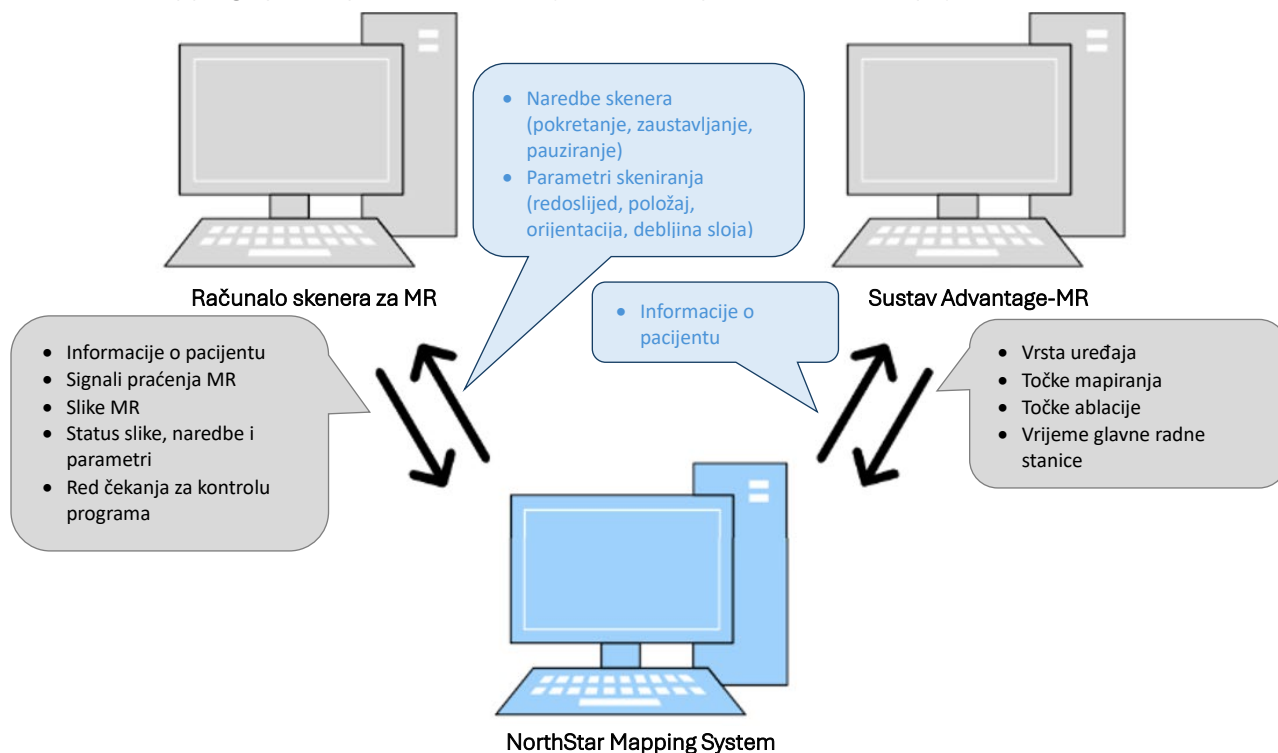 • Naredbe skenera
(pokretanje, zaustavljanje,
pauziranje)
• Parametri skeniranja
(redoslijed, položaj,
orijentacija, debljina sloja)
Računalo skenera za MR
Sustav Advantage-MR
• Informacije o
pacijentu
• Informacije o pacijentu
• Signali praćenja MR
• Slike MR
• Status slike, naredbe i
parametri
• Red čekanja za kontrolu
programa
• Vrsta uređaja
• Točke mapiranja
• Točke ablacije
• Vrijeme glavne radne
stanice
NorthStar Mapping System